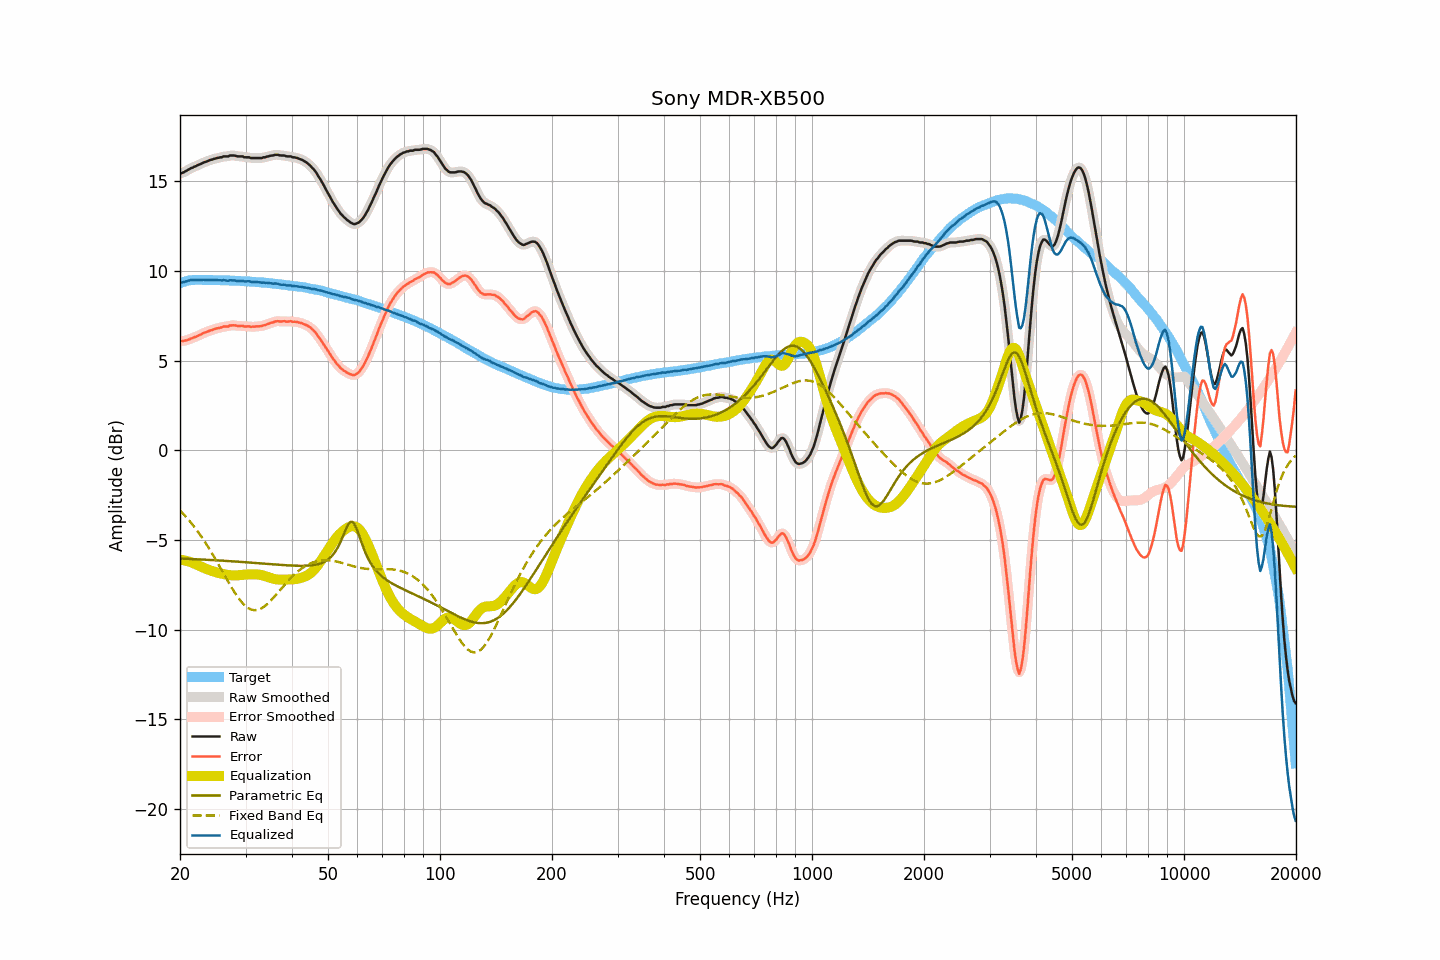 Sony MDR-XB500
Amplitude (dBr)
15
10
5
0
−5
−10
−15
−20
Target
Raw Smoothed
Error Smoothed
Raw
Error
Equalization
Parametric Eq
Fixed Band Eq
Equalized
20 50 100 200 500 1000 2000 5000 10000 20000
Frequency (Hz)